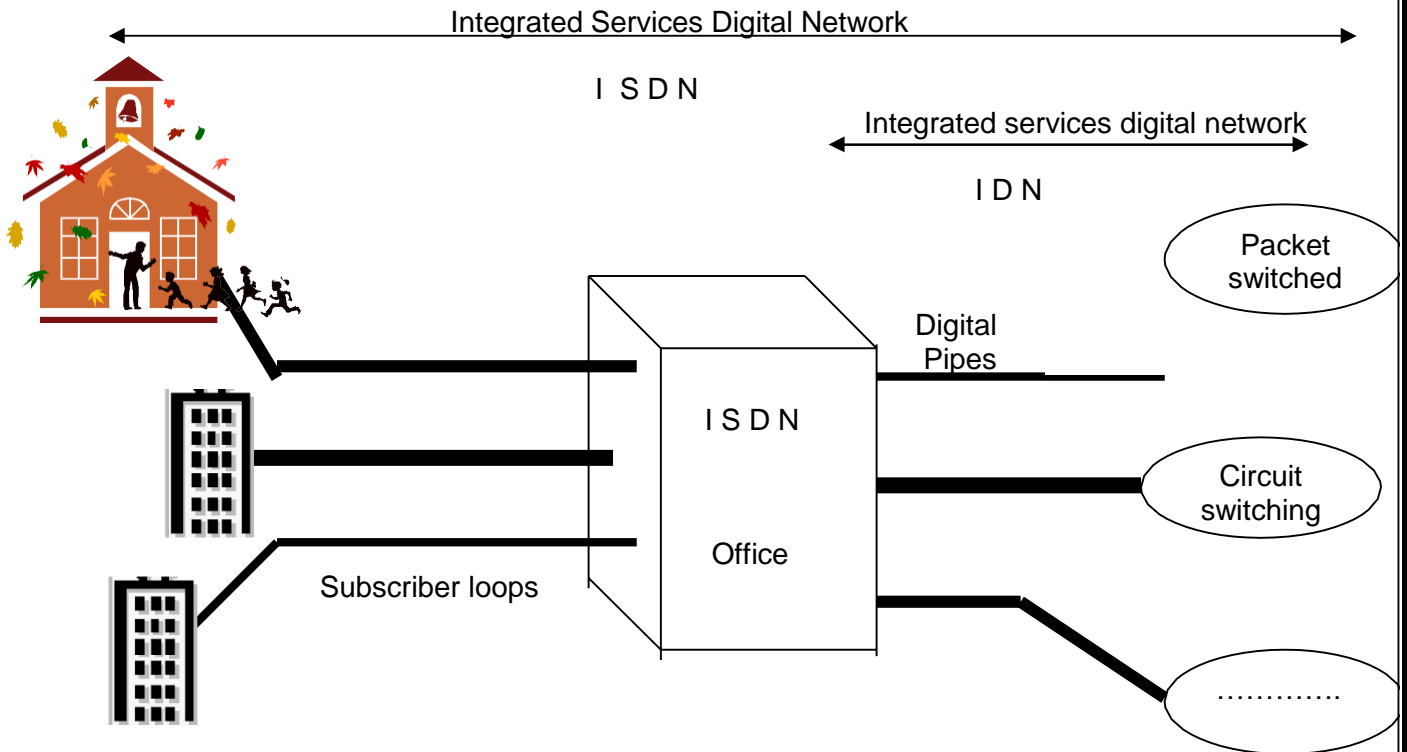 Integrated Services Digital Network
I S D N
Integrated services digital network
I D N
Packet
switched
Digital
Pipes
I S D N
Circuit
switching
Office
Subscriber loops
………….